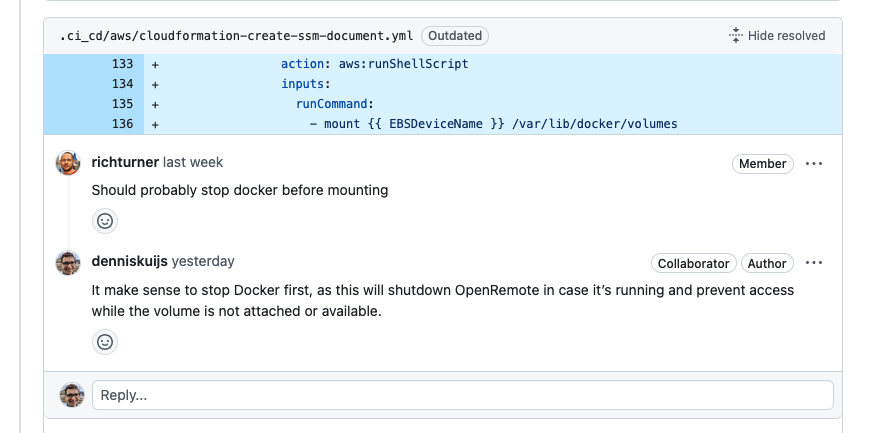 .ci_cd/aws/cloudformation-create-ssm-document.yml Outdated Hide resolved
133 + action: aws:runShellScript
134 + inputs:
135 + runCommand:
136 + - mount {{ EBSDeviceName }} /var/lib/docker/volumes
richturner last week Member
Should probably stop docker before mounting
denniskuijs yesterday Collaborator Author
It make sense to stop Docker first, as this will shutdown OpenRemote in case it’s running and prevent access
while the volume is not attached or available.
Reply...